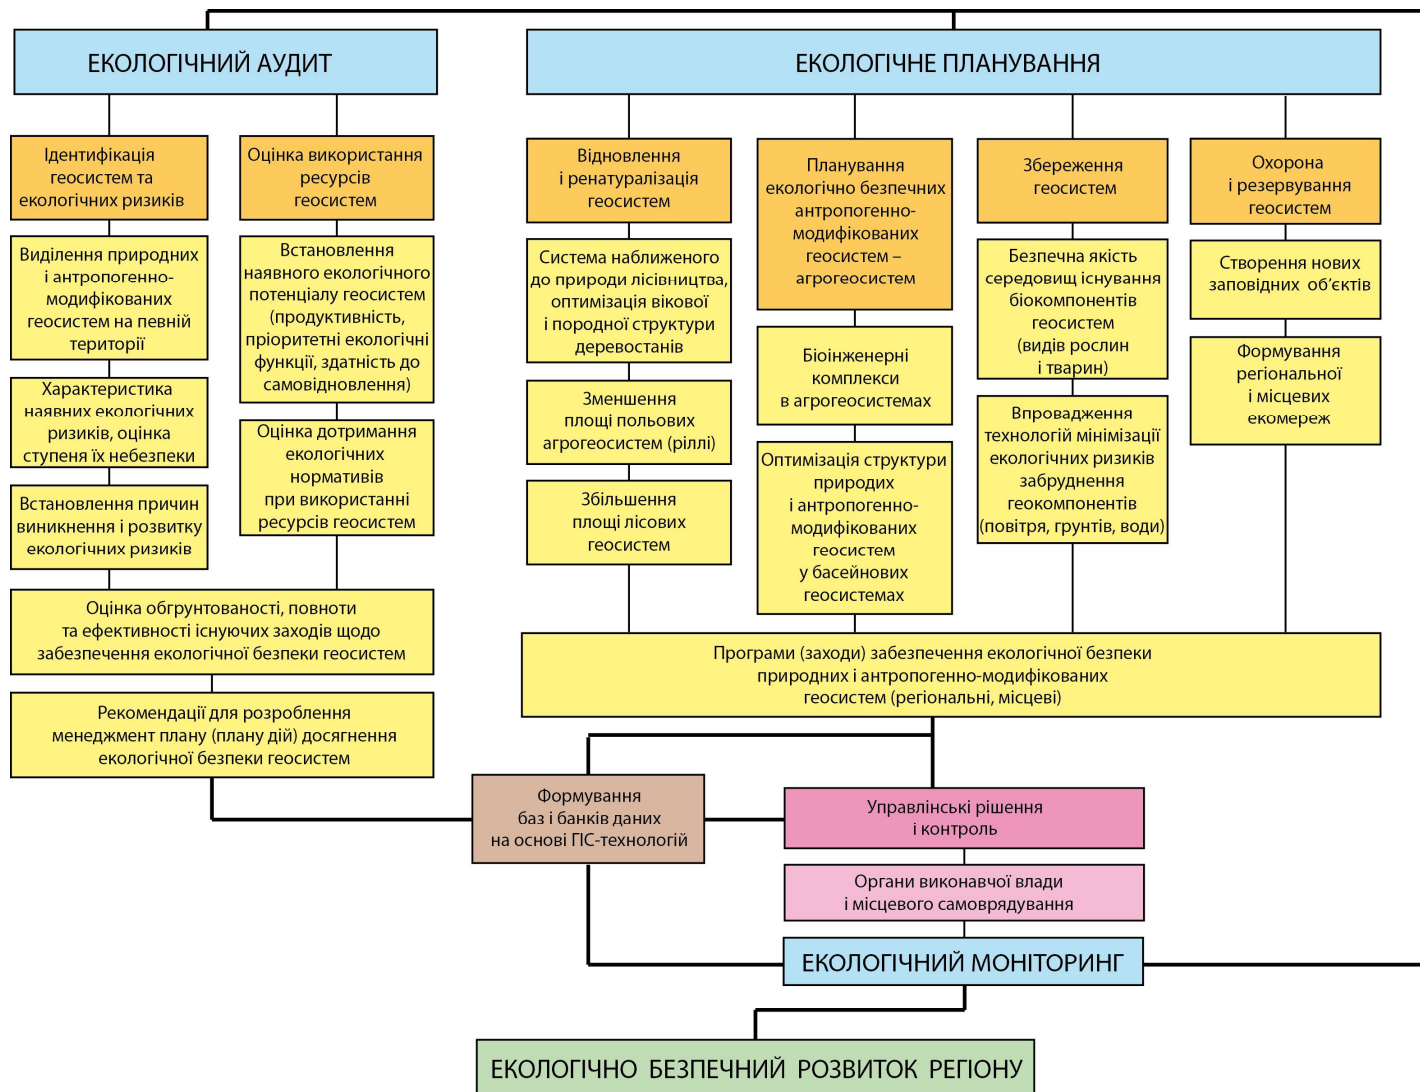 ЕКОЛОГІЧНИЙ АУДИТ
ЕКОЛОГІЧНЕ ПЛАНУВАННЯ
Ідентифікація
геосистем та
екологічних ризиків
Оцінка використання
ресурсів
геосистем
Відновлення
і ренатуралізація
геосистем
Планування
екологічно безпечних
антропогенно-
модифікованих
геосистем –
агрогеосистем
Збереження
геосистем
Охорона
і резервування
геосистем
Виділення природних
і антропогенно-
модифікованих
геосистем на певній
території
Характеристика
наявних екологічних
ризиків, оцінка
ступеня їх небезпеки
Встановлення причин
виникнення і розвитку
екологічних ризиків
Встановлення
наявного екологічного
потенціалу геосистем
(продуктивність,
пріоритетні екологічні
функції, здатність до
самовідновлення)
Оцінка дотримання
екологічних
нормативів
при використанні
ресурсів геосистем
Система наближеного
до природи лісівництва,
оптимізація вікової
і породної структури
деревостанів
Зменшення
площі польових
агрогеосистем (ріллі)
Збільшення
площі лісових
геосистем
Біоінженерні
комплекси
в агрогеосистемах
Оптимізація структури
природих
і антропогенно-
модифікованих
геосистем
у басейнових
геосистемах
Безпечна якість
середовищ існування
біокомпонентів
геосистем
(видів рослин
і тварин)
Впровадження
технологій мінімізації
екологічних ризиків
забруднення
геокомпонентів
(повітря, грунтів, води)
Створення нових
заповідних об’єктів
Формування
регіональної
і місцевих
екомереж
Оцінка обгрунтованості, повноти
та ефективності існуючих заходів щодо
забезпечення екологічної безпеки геосистем
Рекомендації для розроблення
менеджмент плану (плану дій) досягнення
екологічної безпеки геосистем
Програми (заходи) забезпечення екологічної безпеки
природних і антропогенно-модифікованих
геосистем (регіональні, місцеві)
Формування
баз і банків даних
на основі ГІС-технологій
Управлінські рішення
і контроль
Органи виконавчої влади
і місцевого самоврядування
ЕКОЛОГІЧНИЙ МОНІТОРИНГ
ЕКОЛОГІЧНО БЕЗПЕЧНИЙ РОЗВИТОК РЕГІОНУ